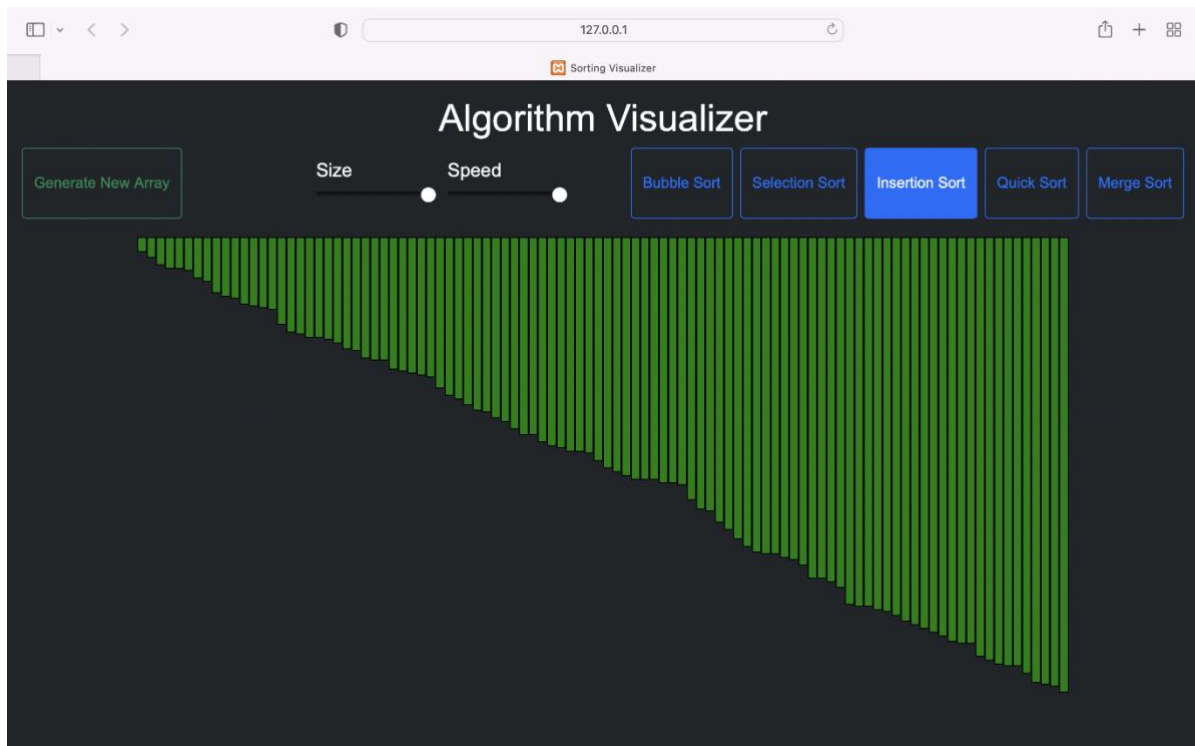 127.0.0.1
Sorting Visualizer
Algorithm Visualizer
Generate New Array
Size
Speed
Bubble Sort
Selection Sort
Insertion Sort
Quick Sort
Merge Sort